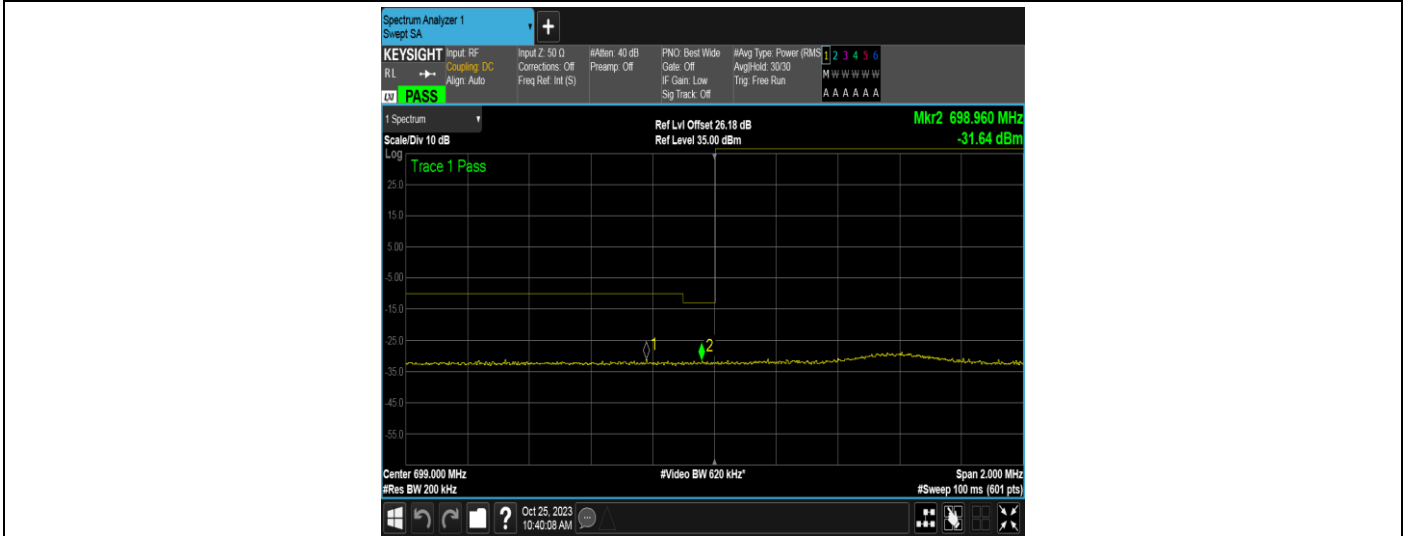 Spectrum Analyzer 1
Swept SA
+
KEYSIGHT Input: RF Input Z: 50 Ω #Atten: 40 dB PNO: Best Wide #Avg Type: Power (RMS 1 2 3 4 5 6
RL Coupling: DC Corrections: Off Preamp: Off Gate: Off Avg|Hold: 30/30 M W W W W W
Align: Auto Freq Ref: Int (S) IF Gain: Low Trig: Free Run
Sig Track: Off A A A A A A
LXI PASS
1 Spectrum Ref Lvl Offset 26.18 dB Mkr2 698.960 MHz
Scale/Div 10 dB Ref Level 35.00 dBm -31.64 dBm
Log
Trace 1 Pass
25.0
15.0
5.00
-5.00
-15.0
-25.0
1 2
-35.0
-45.0
-55.0
Center 699.000 MHz #Video BW 620 kHz* Span 2.000 MHz
#Res BW 200 kHz #Sweep 100 ms (601 pts)
? Oct 25, 2023
10:40:08 AM